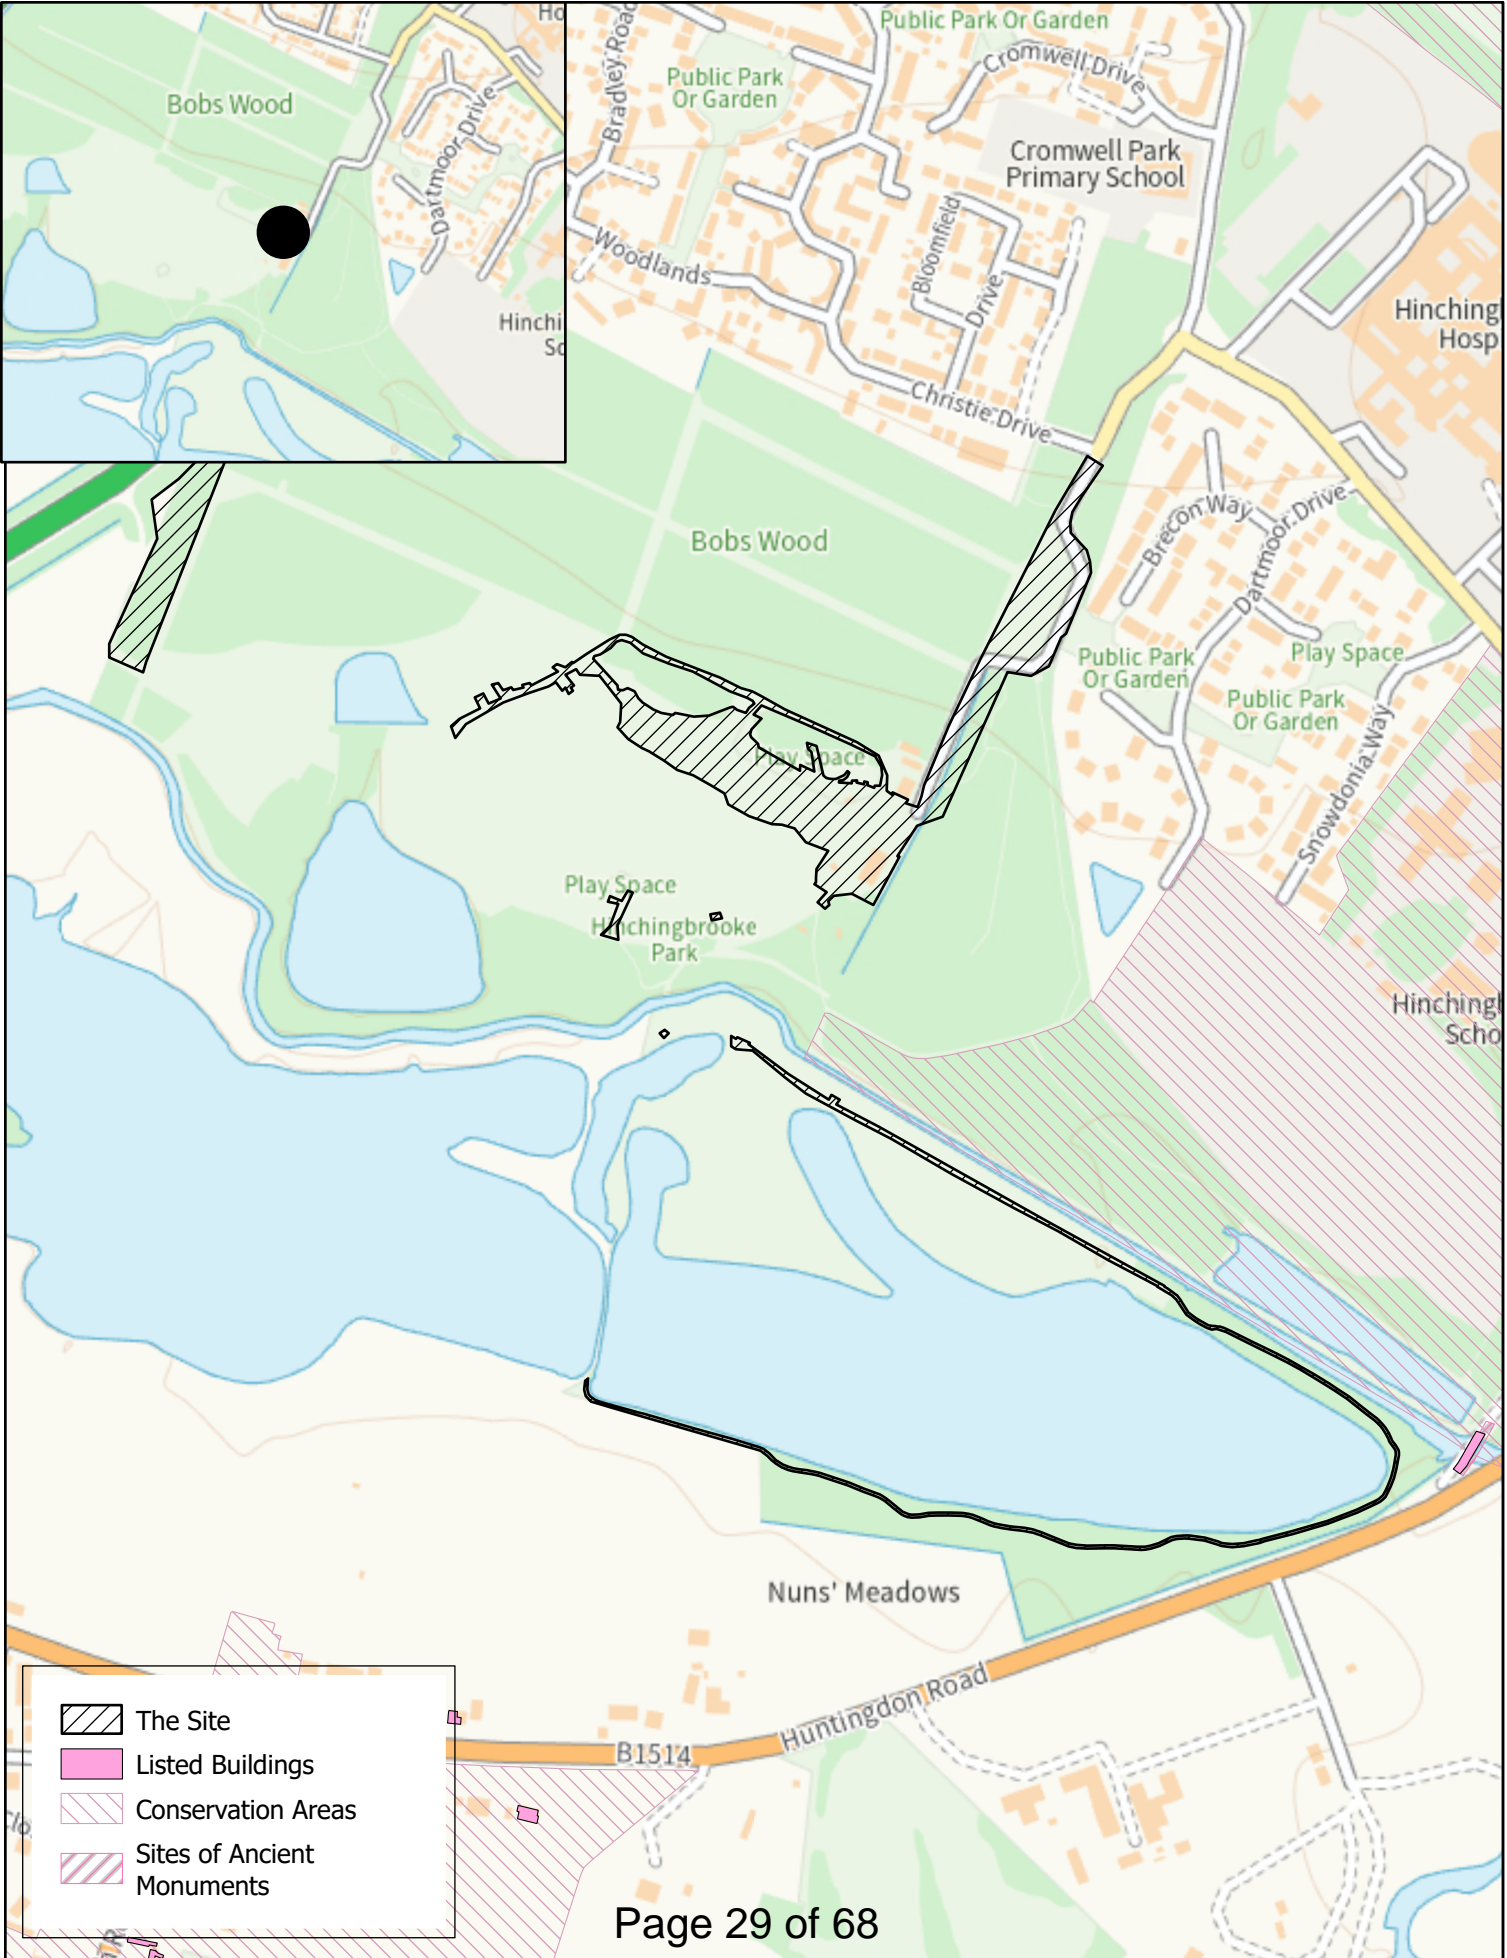 Ho
Bobs Wood
Dartmoor Drive
Hinchi
Sc
Bradley Road
Public Park Or Garden
Public Park
Or Garden
Cromwell Drive
Cromwell Park
Primary School
Woodlands
Bloomfield
Drive
Hinching
Hosp
Christie Drive
Bobs Wood
Brecon Way
Dartmoor Drive
Public Park
Or Garden
Play Space
Public Park
Or Garden
Snowdonia Way
Play Space
Play Space
Hinchingbrooke
Park
Hinching
Scho
Nuns' Meadows
Huntingdon Road
B1514
The Site
Listed Buildings
Conservation Areas
Sites of Ancient
Monuments
Page 29 of 68